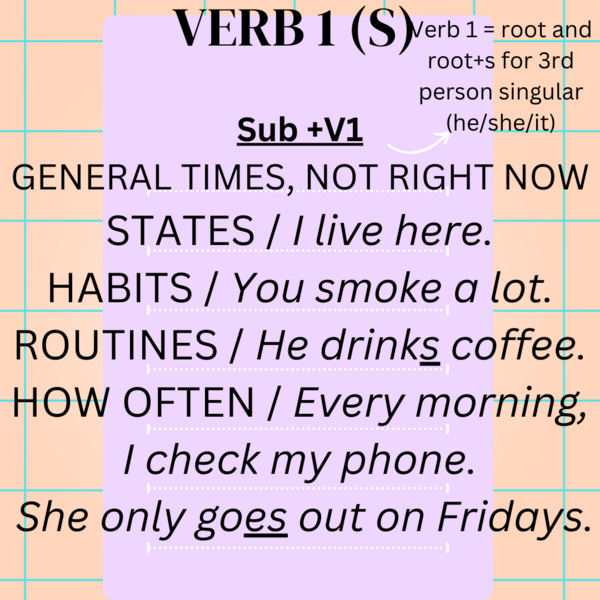 VERB 1 (S)
Verb 1 = root and
root+s for 3rd
person singular
(he/she/it)
Sub +V1
GENERAL TIMES, NOT RIGHT NOW
STATES / I live here.
HABITS / You smoke a lot.
ROUTINES / He drinks coffee.
HOW OFTEN / Every morning,
I check my phone.
She only goes out on Fridays.